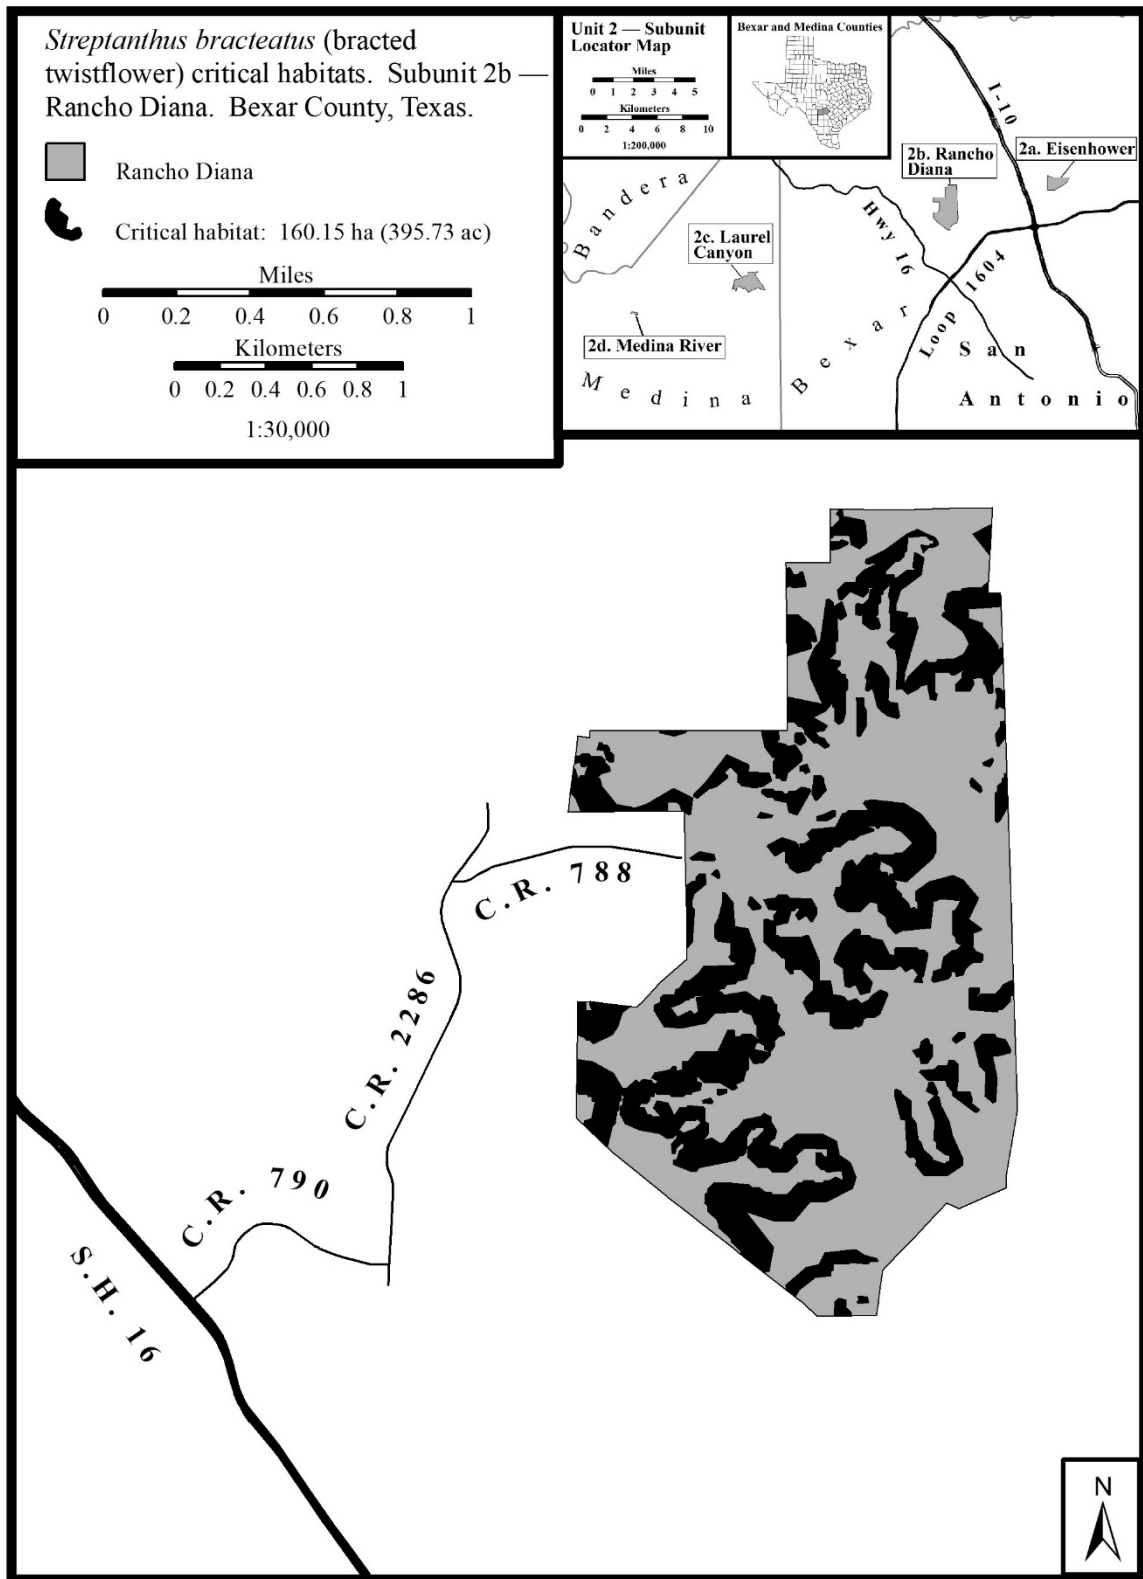 Streptanthus bracteatus (bracted
twistflower) critical habitats. Subunit 2b —
Rancho Diana. Bexar County, Texas.
Rancho Diana
Critical habitat: 160.15 ha (395.73 ac)
Miles
0 0.2 0.4 0.6 0.8 1
Kilometers
0 0.2 0.4 0.6 0.8 1
1:30,000
Unit 2 — Subunit
Locator Map
Miles
0 1 2 3 4 5
Kilometers
0 2 4 6 8 10
1:200,000
Bexar and Medina Counties
I-10
2b. Rancho
Diana
2a. Eisenhower
Bandera
Hwy 16
2c. Laurel
Canyon
Loop 1604
2d. Medina River
Bexar
Medina
San
Antonio
C.R. 788
C.R. 2286
C.R. 790
S.H. 16
N